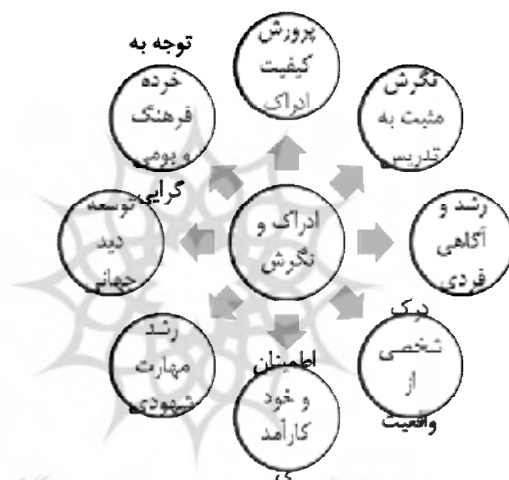 پرورش
کیفیت
ادراک
نگرش
مثبت به
تدریس
رشد و
آگاهی
فردی
درک
شخصی
از
واقعیت
اطمینان
و خود
کارآمد
ی
رشد
مهارت
شهودی
توسعه
دید
جهانی
توجه به
خرده
فرهنگ
و بومی
گرایی
ادراک و
نگرش